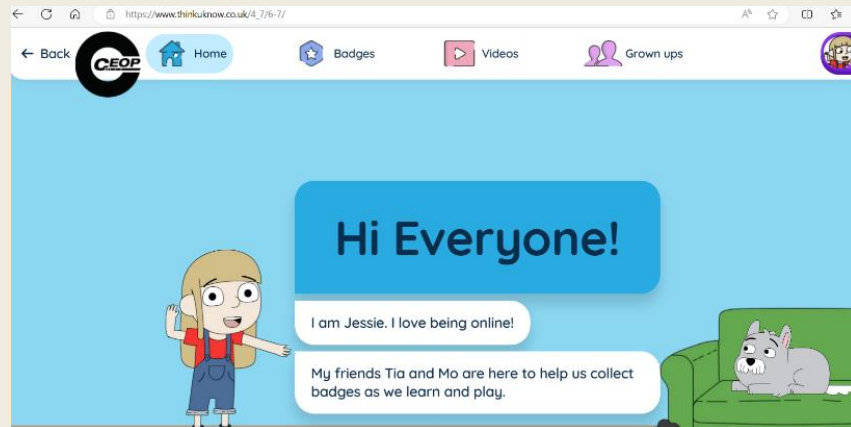 https://www.thinkuknow.co.uk/4_7/6-7/
← Back
CEOP
Home
Badges
Videos
Grown ups
Hi Everyone!
I am Jessie. I love being online!
My friends Tia and Mo are here to help us collect
badges as we learn and play.